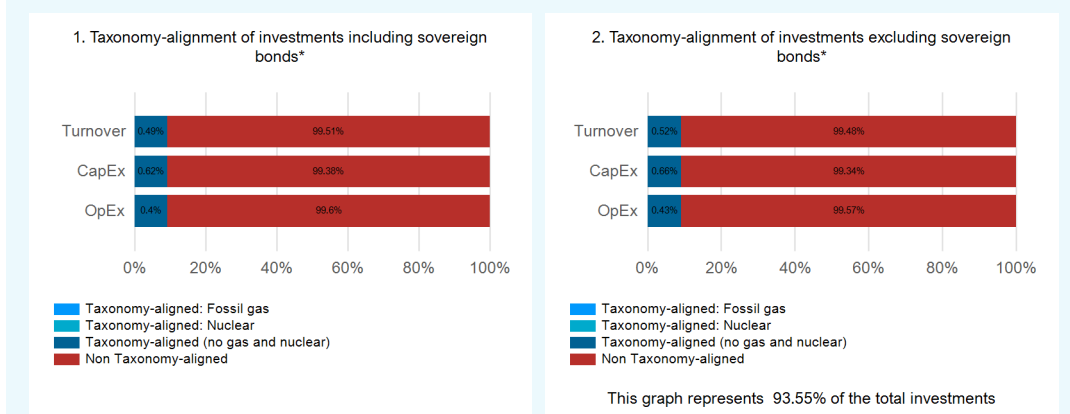 1. Taxonomy-alignment of investments including sovereign
bonds*
Turnover 0.49% 99.51%
CapEx 0.62% 99.38%
OpEx 0.4% 99.6%
0% 20% 40% 60% 80% 100%
Taxonomy-aligned: Fossil gas
Taxonomy-aligned: Nuclear
Taxonomy-aligned (no gas and nuclear)
Non Taxonomy-aligned
2. Taxonomy-alignment of investments excluding sovereign
bonds*
Turnover 0.52% 99.48%
CapEx 0.66% 99.34%
OpEx 0.43% 99.57%
0% 20% 40% 60% 80% 100%
Taxonomy-aligned: Fossil gas
Taxonomy-aligned: Nuclear
Taxonomy-aligned (no gas and nuclear)
Non Taxonomy-aligned
This graph represents 93.55% of the total investments